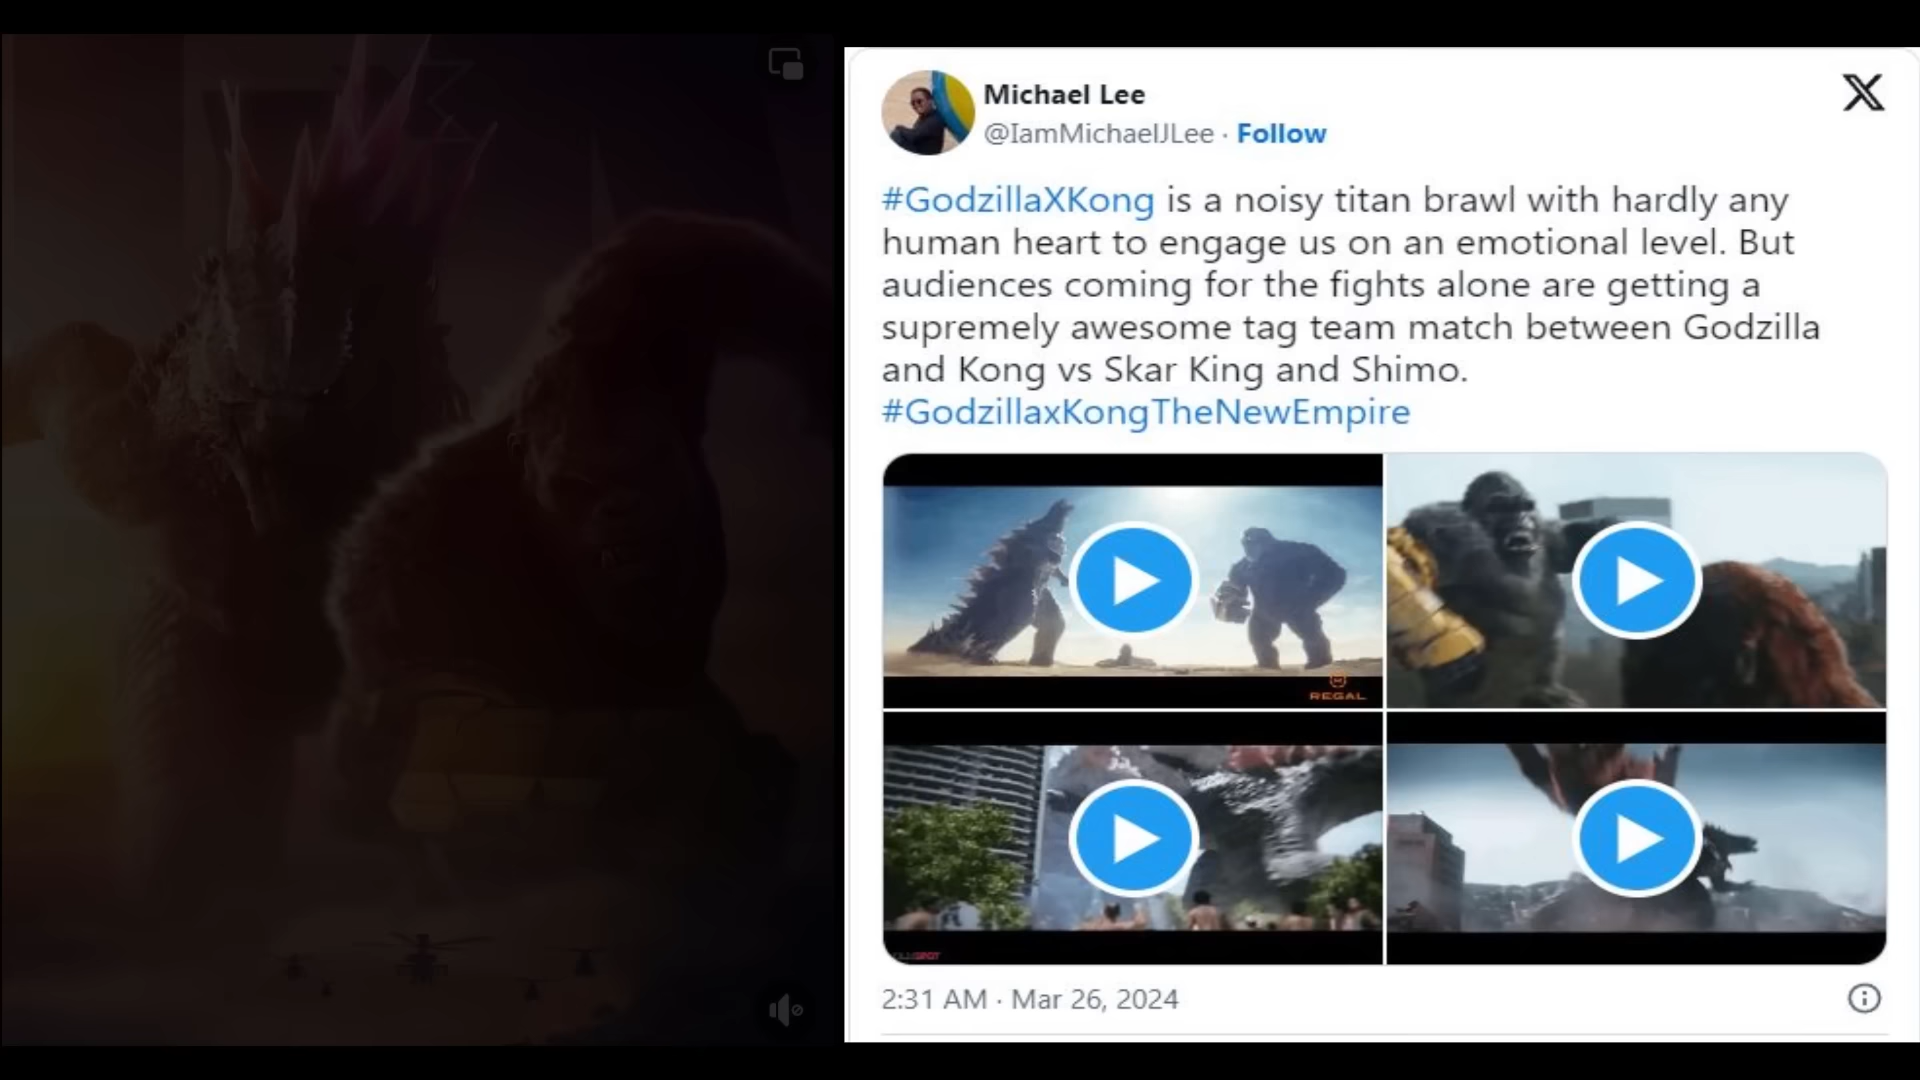 Michael Lee
@IamMichaelJLee · Follow
#GodzillaXKong is a noisy titan brawl with hardly any
human heart to engage us on an emotional level. But
audiences coming for the fights alone are getting a
supremely awesome tag team match between Godzilla
and Kong vs Skar King and Shimo.
#GodzillaxKongTheNewEmpire
REGAL
2:31 AM · Mar 26, 2024